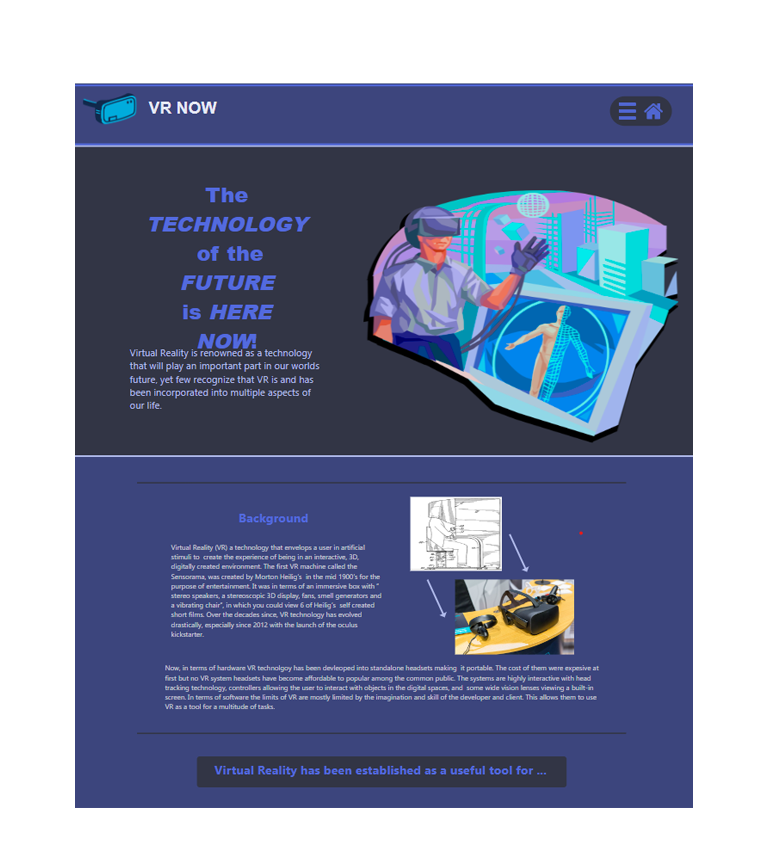 VR NOW
The
TECHNOLOGY
of the
FUTURE
is HERE
NOW!
Virtual Reality is renowned as a technology
that will play an important part in our worlds
future, yet few recognize that VR is and has
been incorporated into multiple aspects of
our life.
Background
Virtual Reality (VR) a technology that envelops a user in artificial
stimuli to create the experience of being in an interactive, 3D,
digitally created environment. The first VR machine called the
Sensorama, was created by Morton Heilig's in the mid 1900's for the
purpose of entertainment. It was in terms of an immersive box with "
stereo speakers, a stereoscopic 3D display, fans, smell generators and
a vibrating chair", in which you could view 6 of Heilig's self created
short films. Over the decades since, VR technology has evolved
drastically, especially since 2012 with the launch of the oculus
kickstarter.
Now, in terms of hardware VR technolgoy has been devleoped into standalone headsets making it portable. The cost of them were expesive at
first but no VR system headsets have become affordable to popular among the common public. The systems are highly interactive with head
tracking technology, controllers allowing the user to interact with objects in the digital spaces, and some wide vision lenses viewing a built-in
screen. In terms of software the limits of VR are mostly limited by the imagination and skill of the developer and client. This allows them to use
VR as a tool for a multitude of tasks.
Virtual Reality has been established as a useful tool for ...